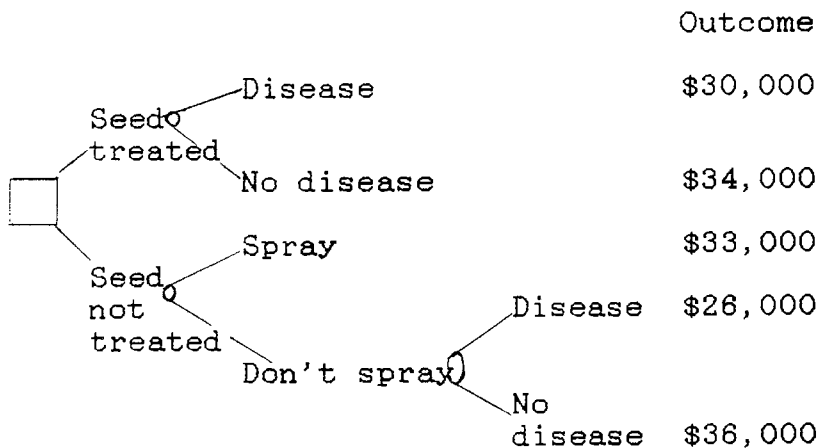 Outcome
Disease $30,000
Seed
treated
No disease $34,000
Spray $33,000
Seed
not
treated
Disease $26,000
Don't spray
No
disease $36,000